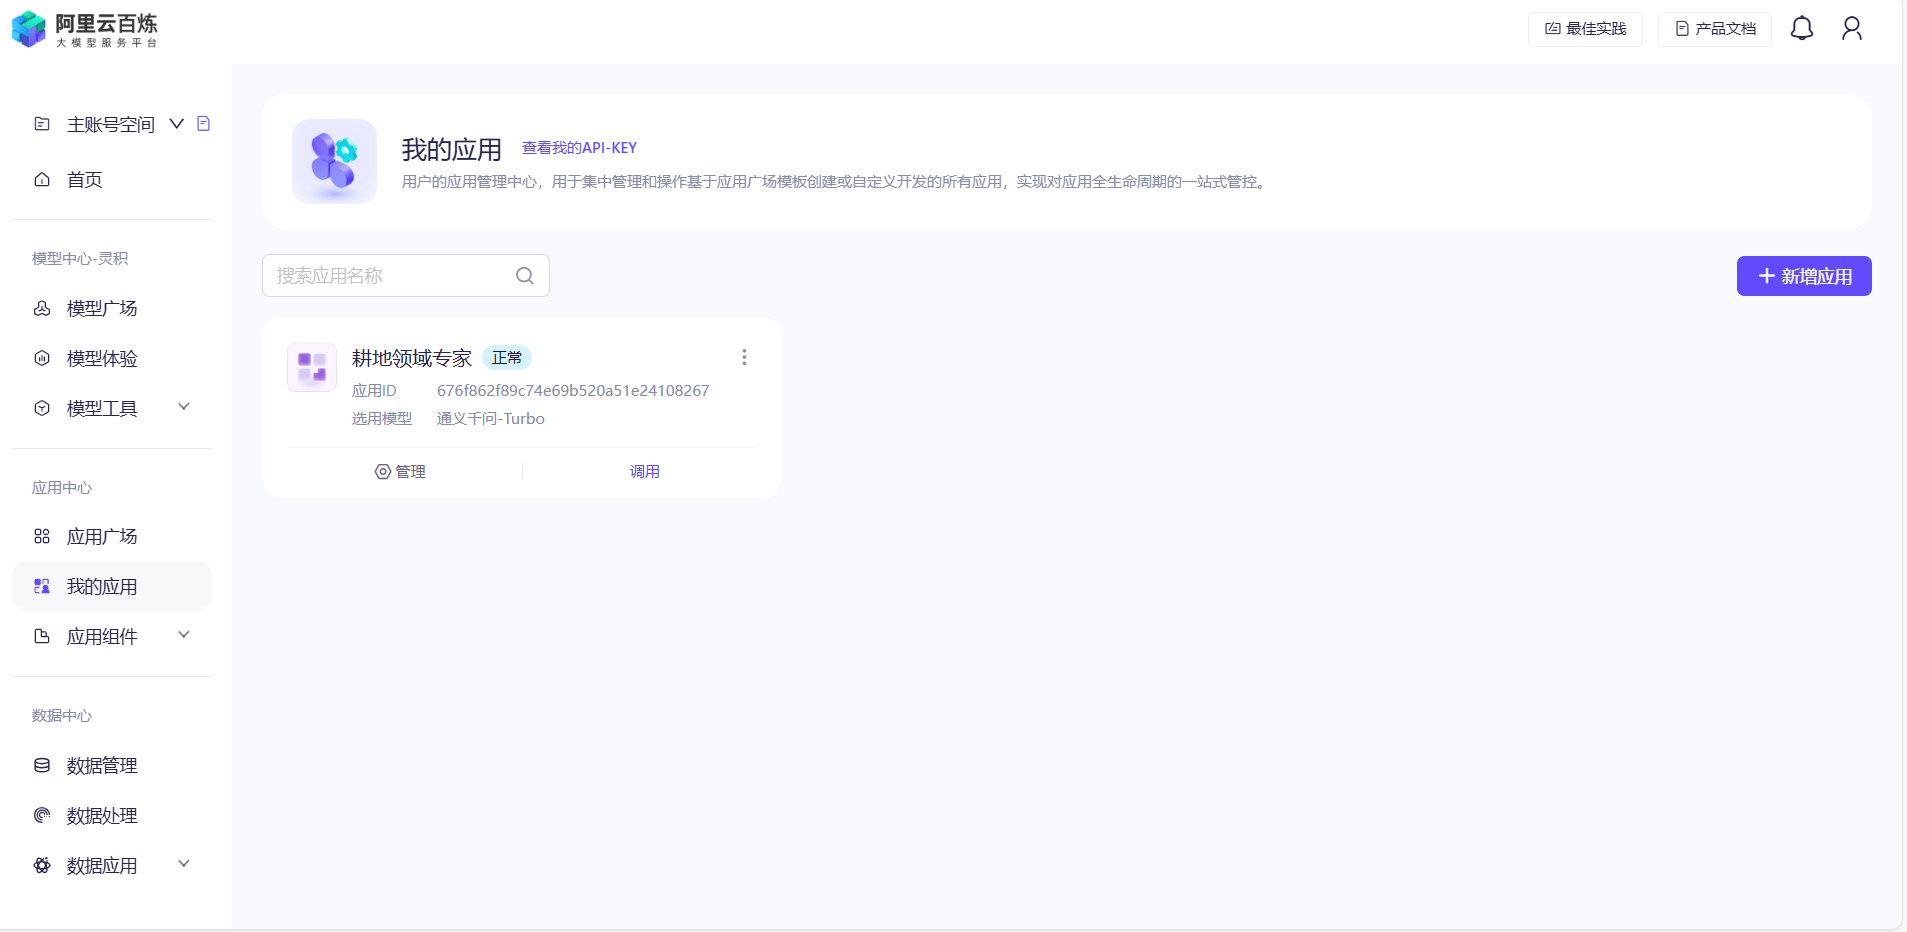 阿里云百炼
大模型服务平台
最佳实践
产品文档
主账号空间
首页
模型中心-灵积
模型广场
模型体验
模型工具
应用中心
应用广场
我的应用
应用组件
数据中心
数据管理
数据处理
数据应用
我的应用 查看我的API-KEY
用户的应用管理中心，用于集中管理和操作基于应用广场模板创建或自定义开发的所有应用，实现对应用全生命周期的一站式管控。
搜索应用名称
新增应用
耕地领域专家 正常
应用ID 676f862f89c74e69b520a51e24108267
选用模型 通义千问-Turbo
管理 调用